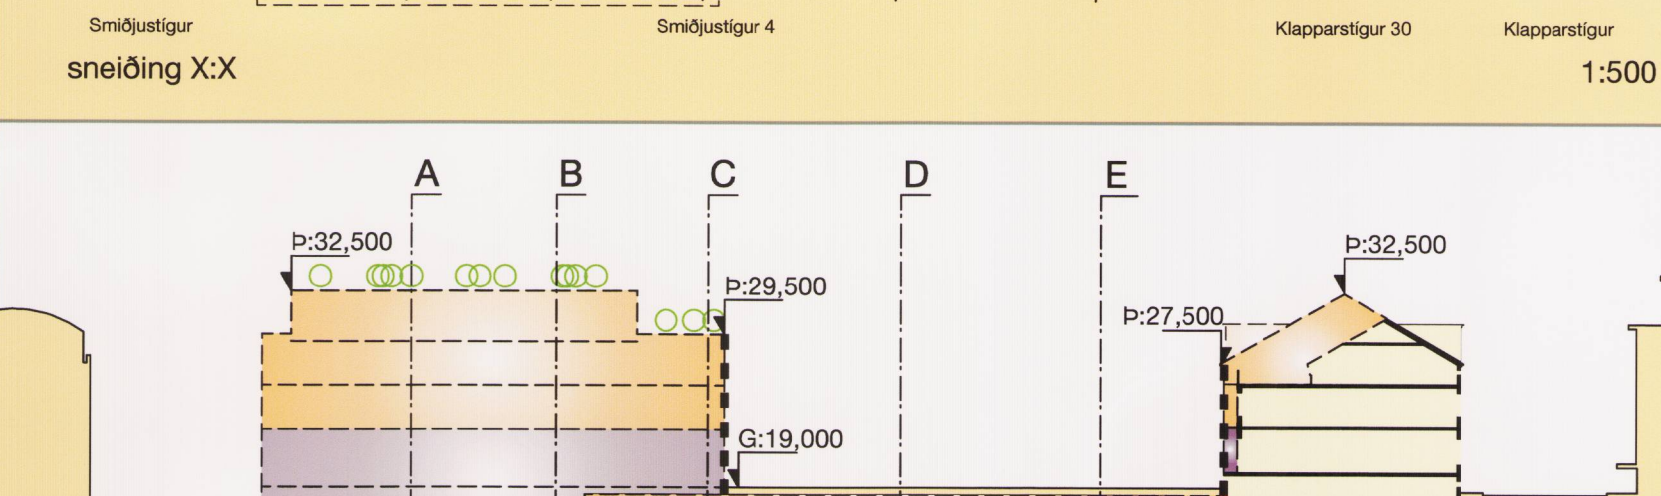 Smiðjustígur Smiðjustígur 4 Klapparstígur 30 Klapparstígur
sneiðing X:X 1:500
A B C D E
Þ:32,500 Þ:32,500
Þ:29,500
Þ:27,500
G:19,000